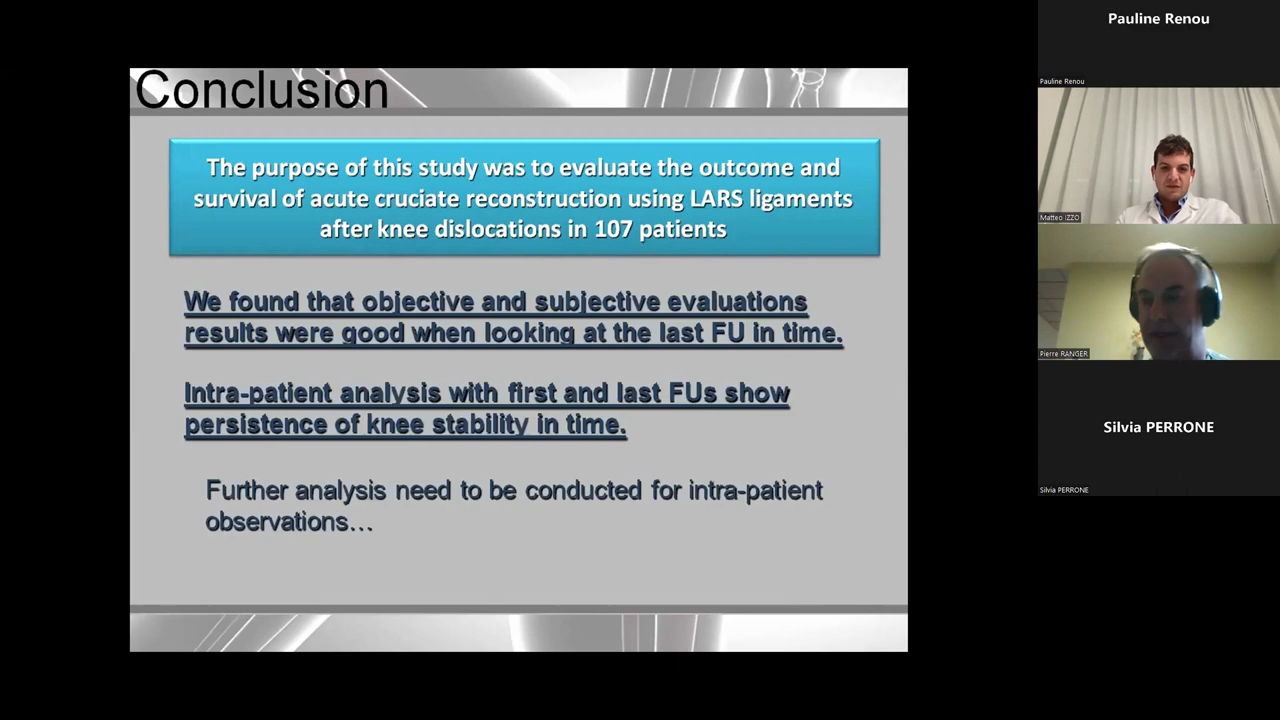 Conclusion
The purpose of this study was to evaluate the outcome and
survival of acute cruciate reconstruction using LARS ligaments
after knee dislocations in 107 patients
We found that objective and subjective evaluations
results were good when looking at the last FU in time.
Intra-patient analysis with first and last FUs show
persistence of knee stability in time.
Further analysis need to be conducted for intra-patient
observations…
Pauline Renou
Pauline Renou
Matteo IZZO
Pierre RANGER
Silvia PERRONE
Silvia PERRONE